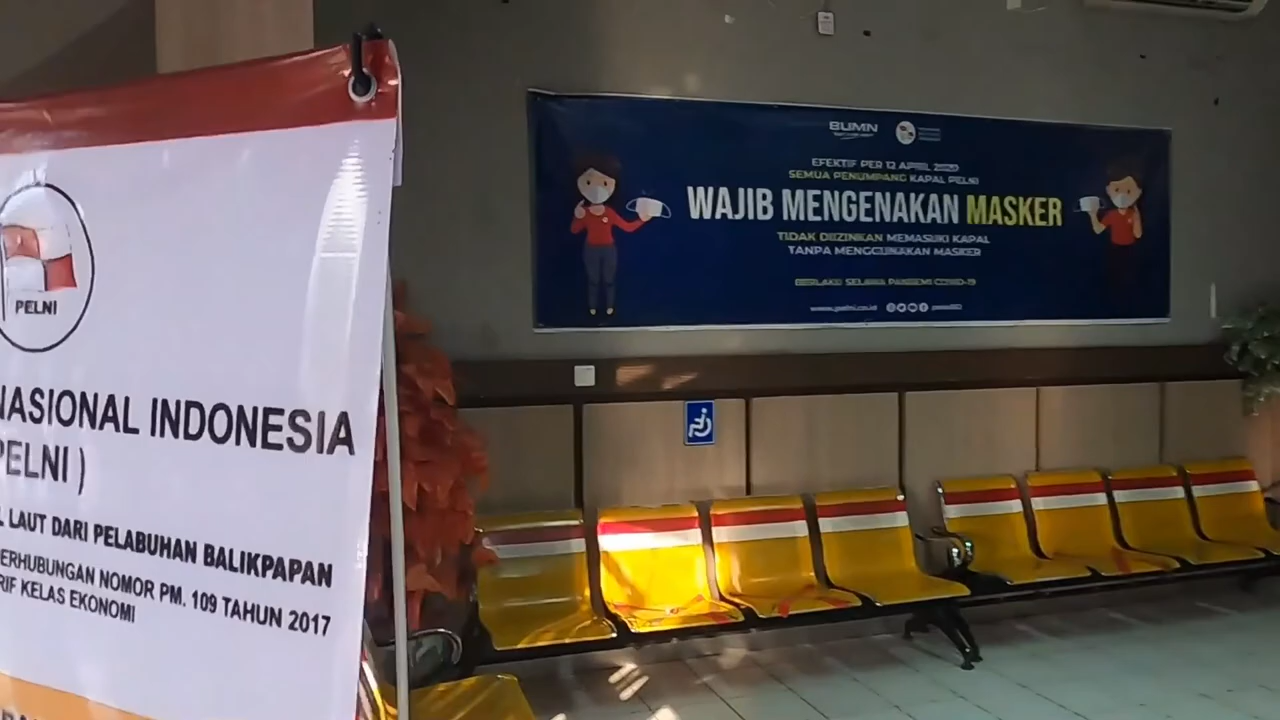 PELNI
NASIONAL INDONESIA
PELNI )
LAUT DARI PELABUHAN BALIKPAPAN
ERHUBUNGAN NOMOR PM. 109 TAHUN 2017
RIF KELAS EKONOMI
BUMN
EFEKTIF PER 12 APRIL 2020
SEMUA PENUMPANG KAPAL PELNI
WAJIB MENGENAKAN MASKER
TIDAK DIIZINKAN MEMASUKI KAPAL
TANPA MENGGUNAKAN MASKER
BERLAKU SELAMA PANDEMI COVID-19
www.pelni.co.id